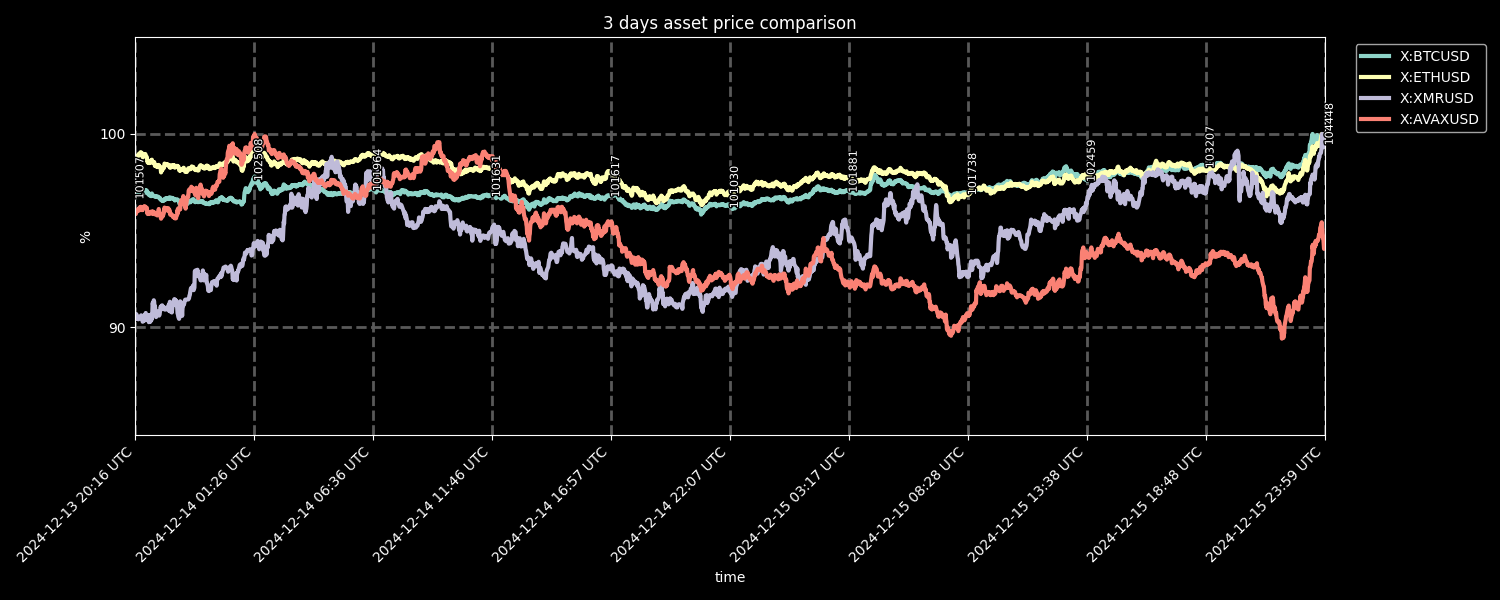 3 days asset price comparison
X:BTCUSD
X:ETHUSD
X:XMRUSD
X:AVAXUSD
100
90
%
101507
102508
101964
101631
101617
101030
101881
101738
102459
103207
104448
2024-12-13 20:16 UTC
2024-12-14 01:26 UTC
2024-12-14 06:36 UTC
2024-12-14 11:46 UTC
2024-12-14 16:57 UTC
2024-12-14 22:07 UTC
2024-12-15 03:17 UTC
2024-12-15 08:28 UTC
2024-12-15 13:38 UTC
2024-12-15 18:48 UTC
2024-12-15 23:59 UTC
time